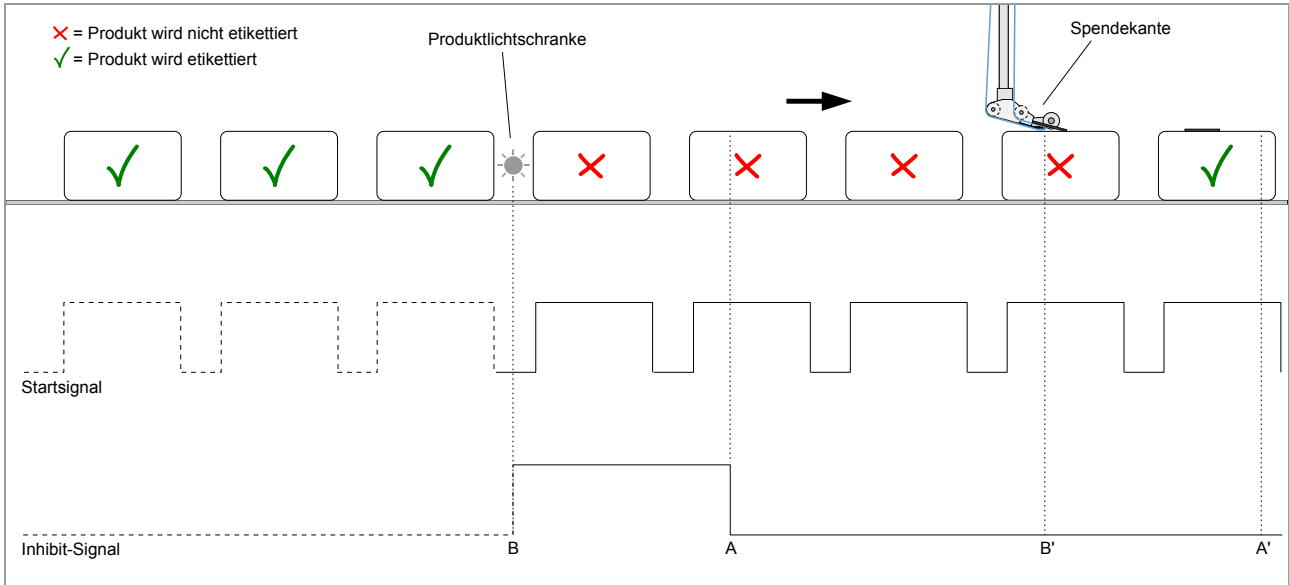 = Produkt wird nicht etikettiert
= Produkt wird etikettiert
Produktlichtschranke
Spendekante
Startsignal
Inhibit-Signal
B
A
B'
A'